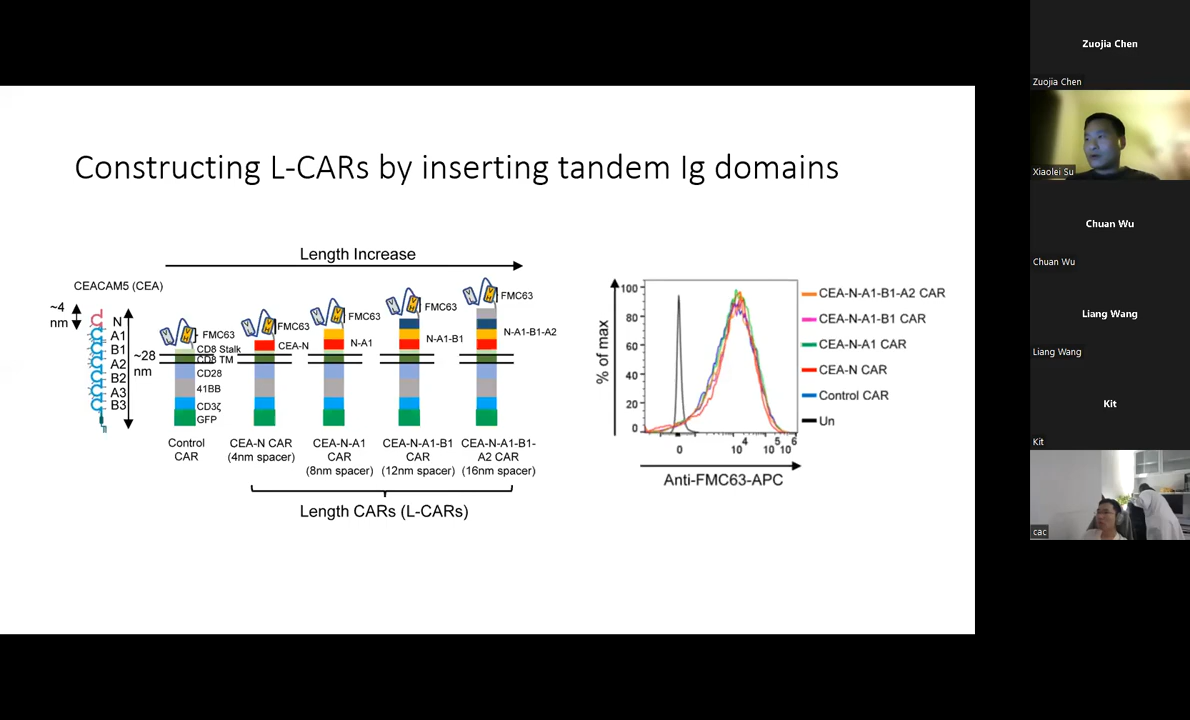 Constructing L-CARs by inserting tandem Ig domains
Length Increase
CEACAM5 (CEA)
~4
nm
N
A1
B1
A2
B2
A3
B3
~28
nm
FMC63
CD8 Stalk
CD8 TM
CD28
41BB
CD3ζ
GFP
FMC63
CEA-N
FMC63
N-A1
FMC63
N-A1-B1
FMC63
N-A1-B1-A2
Control
CAR
CEA-N CAR
(4nm spacer)
CEA-N-A1
CAR
(8nm spacer)
CEA-N-A1-B1
CAR
(12nm spacer)
CEA-N-A1-B1-
A2 CAR
(16nm spacer)
Length CARs (L-CARs)
% of max
100
80
60
40
20
0
0
10 4
10 5
10 6
Anti-FMC63-APC
CEA-N-A1-B1-A2 CAR
CEA-N-A1-B1 CAR
CEA-N-A1 CAR
CEA-N CAR
Control CAR
Un
Zuojia Chen
Zuojia Chen
Xiaolei Su
Chuan Wu
Chuan Wu
Liang Wang
Liang Wang
Kit
Kit
cac